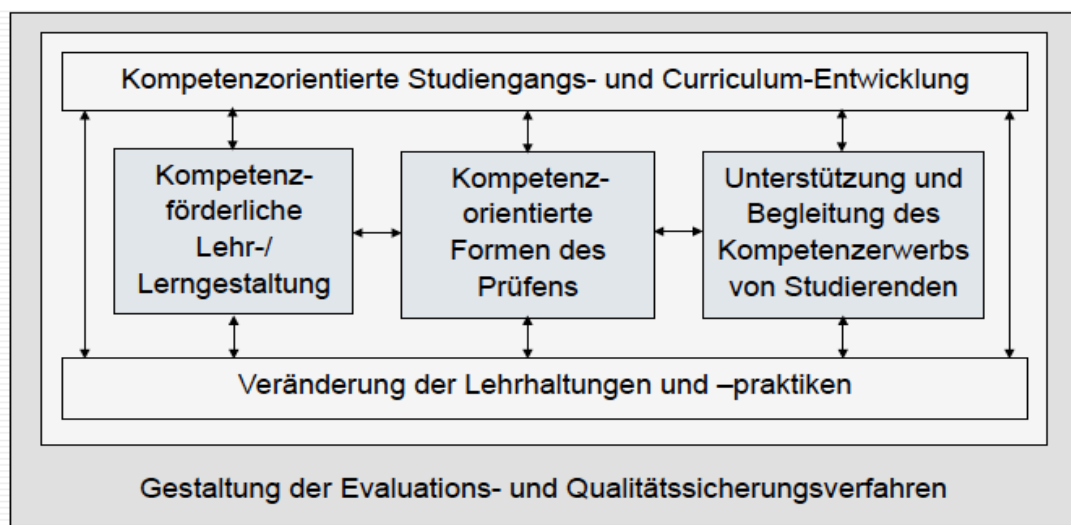 Kompetenzorientierte Studiengangs- und Curriculum-Entwicklung
Kompetenz-
förderliche
Lehr-/
Lerngestaltung
Kompetenz-
orientierte
Formen des
Prüfens
Unterstützung und
Begleitung des
Kompetenzerwerbs
von Studierenden
Veränderung der Lehrhaltungen und –praktiken
Gestaltung der Evaluations- und Qualitätssicherungsverfahren